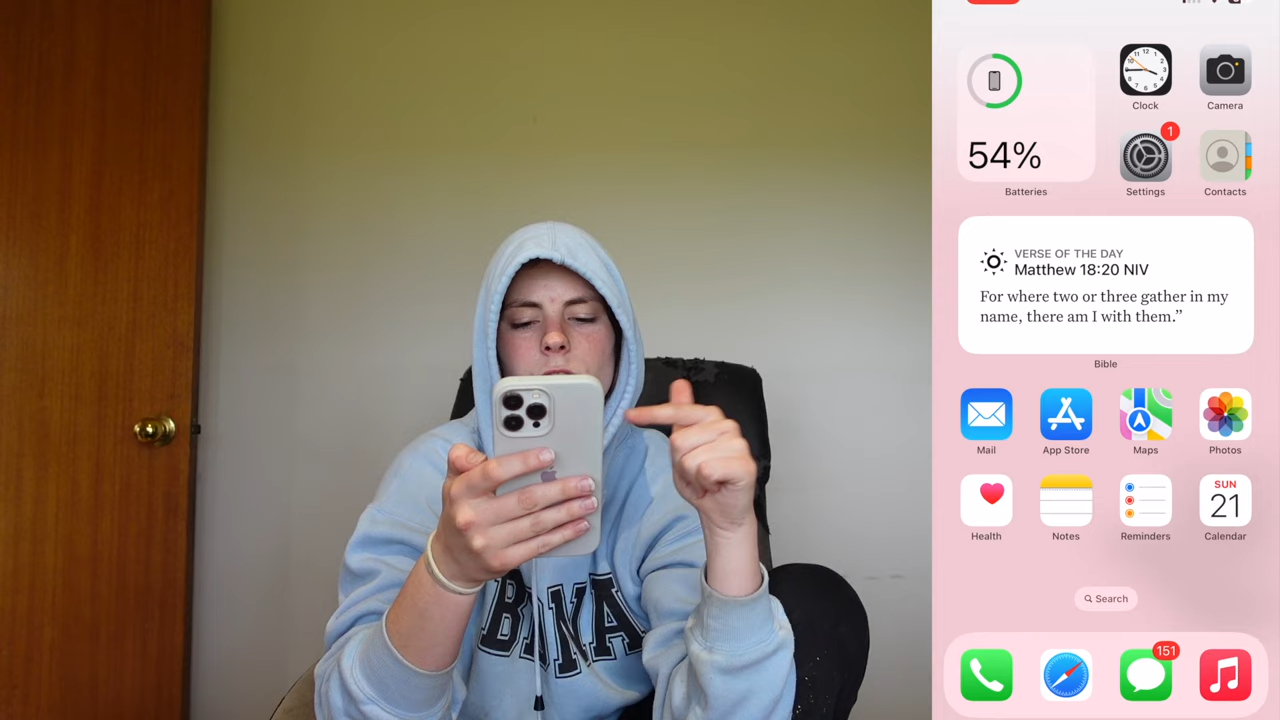 54%
Batteries
Clock
Camera
1
Settings
Contacts
VERSE OF THE DAY
Matthew 18:20 NIV
For where two or three gather in my
name, there am I with them.”
Bible
Mail
App Store
Maps
Photos
Health
Notes
Reminders
SUN
21
Calendar
Search
151